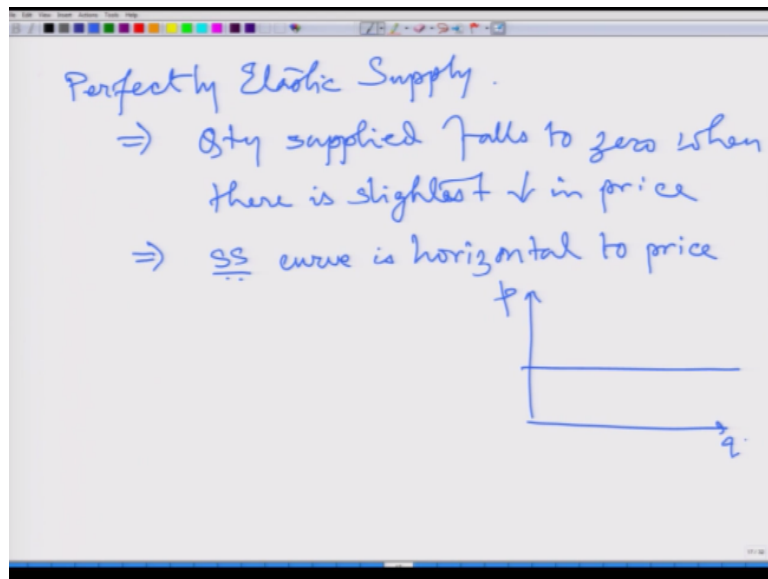 Perfectly Elastic Supply.
⇒ Qty supplied falls to zero when
there is slightest ↓ in price
⇒ SS curve is horizontal to price
p
q.